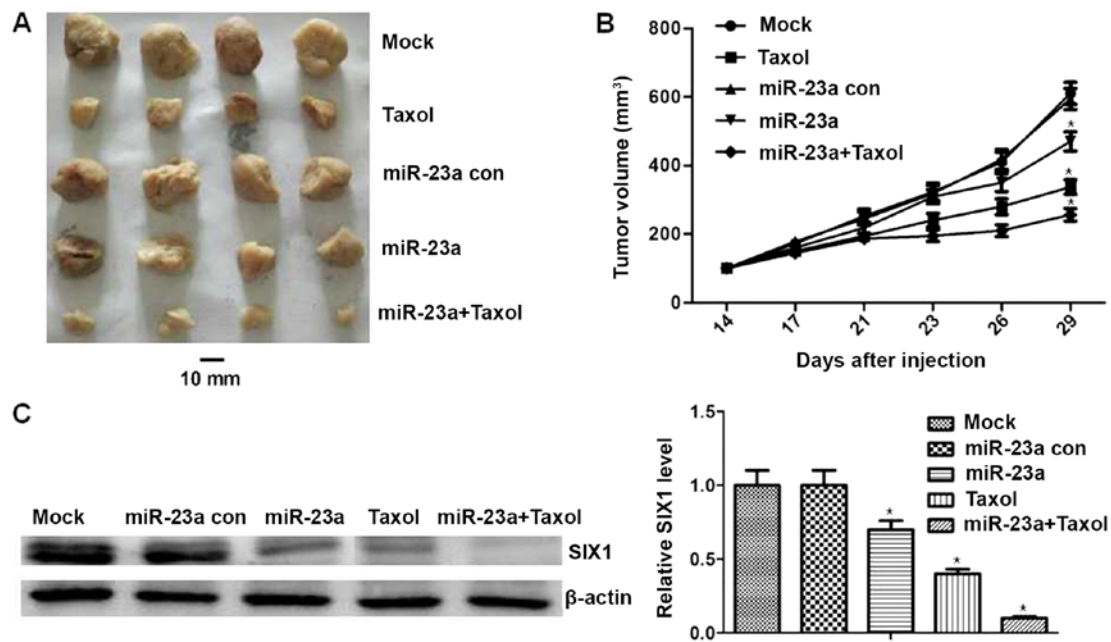 A
Mock
Taxol
miR-23a con
miR-23a
miR-23a+Taxol
10 mm
B
Tumor volume (mm³)
800
600
400
200
0
Mock
Taxol
miR-23a con
miR-23a
miR-23a+Taxol
*
*
*
14 17 21 23 26 29
Days after injection
C
Mock miR-23a con miR-23a Taxol miR-23a+Taxol
SIX1
β-actin
Relative SIX1 level
1.5
1.0
0.5
0.0
Mock
miR-23a con
miR-23a
Taxol
miR-23a+Taxol
*
*
*